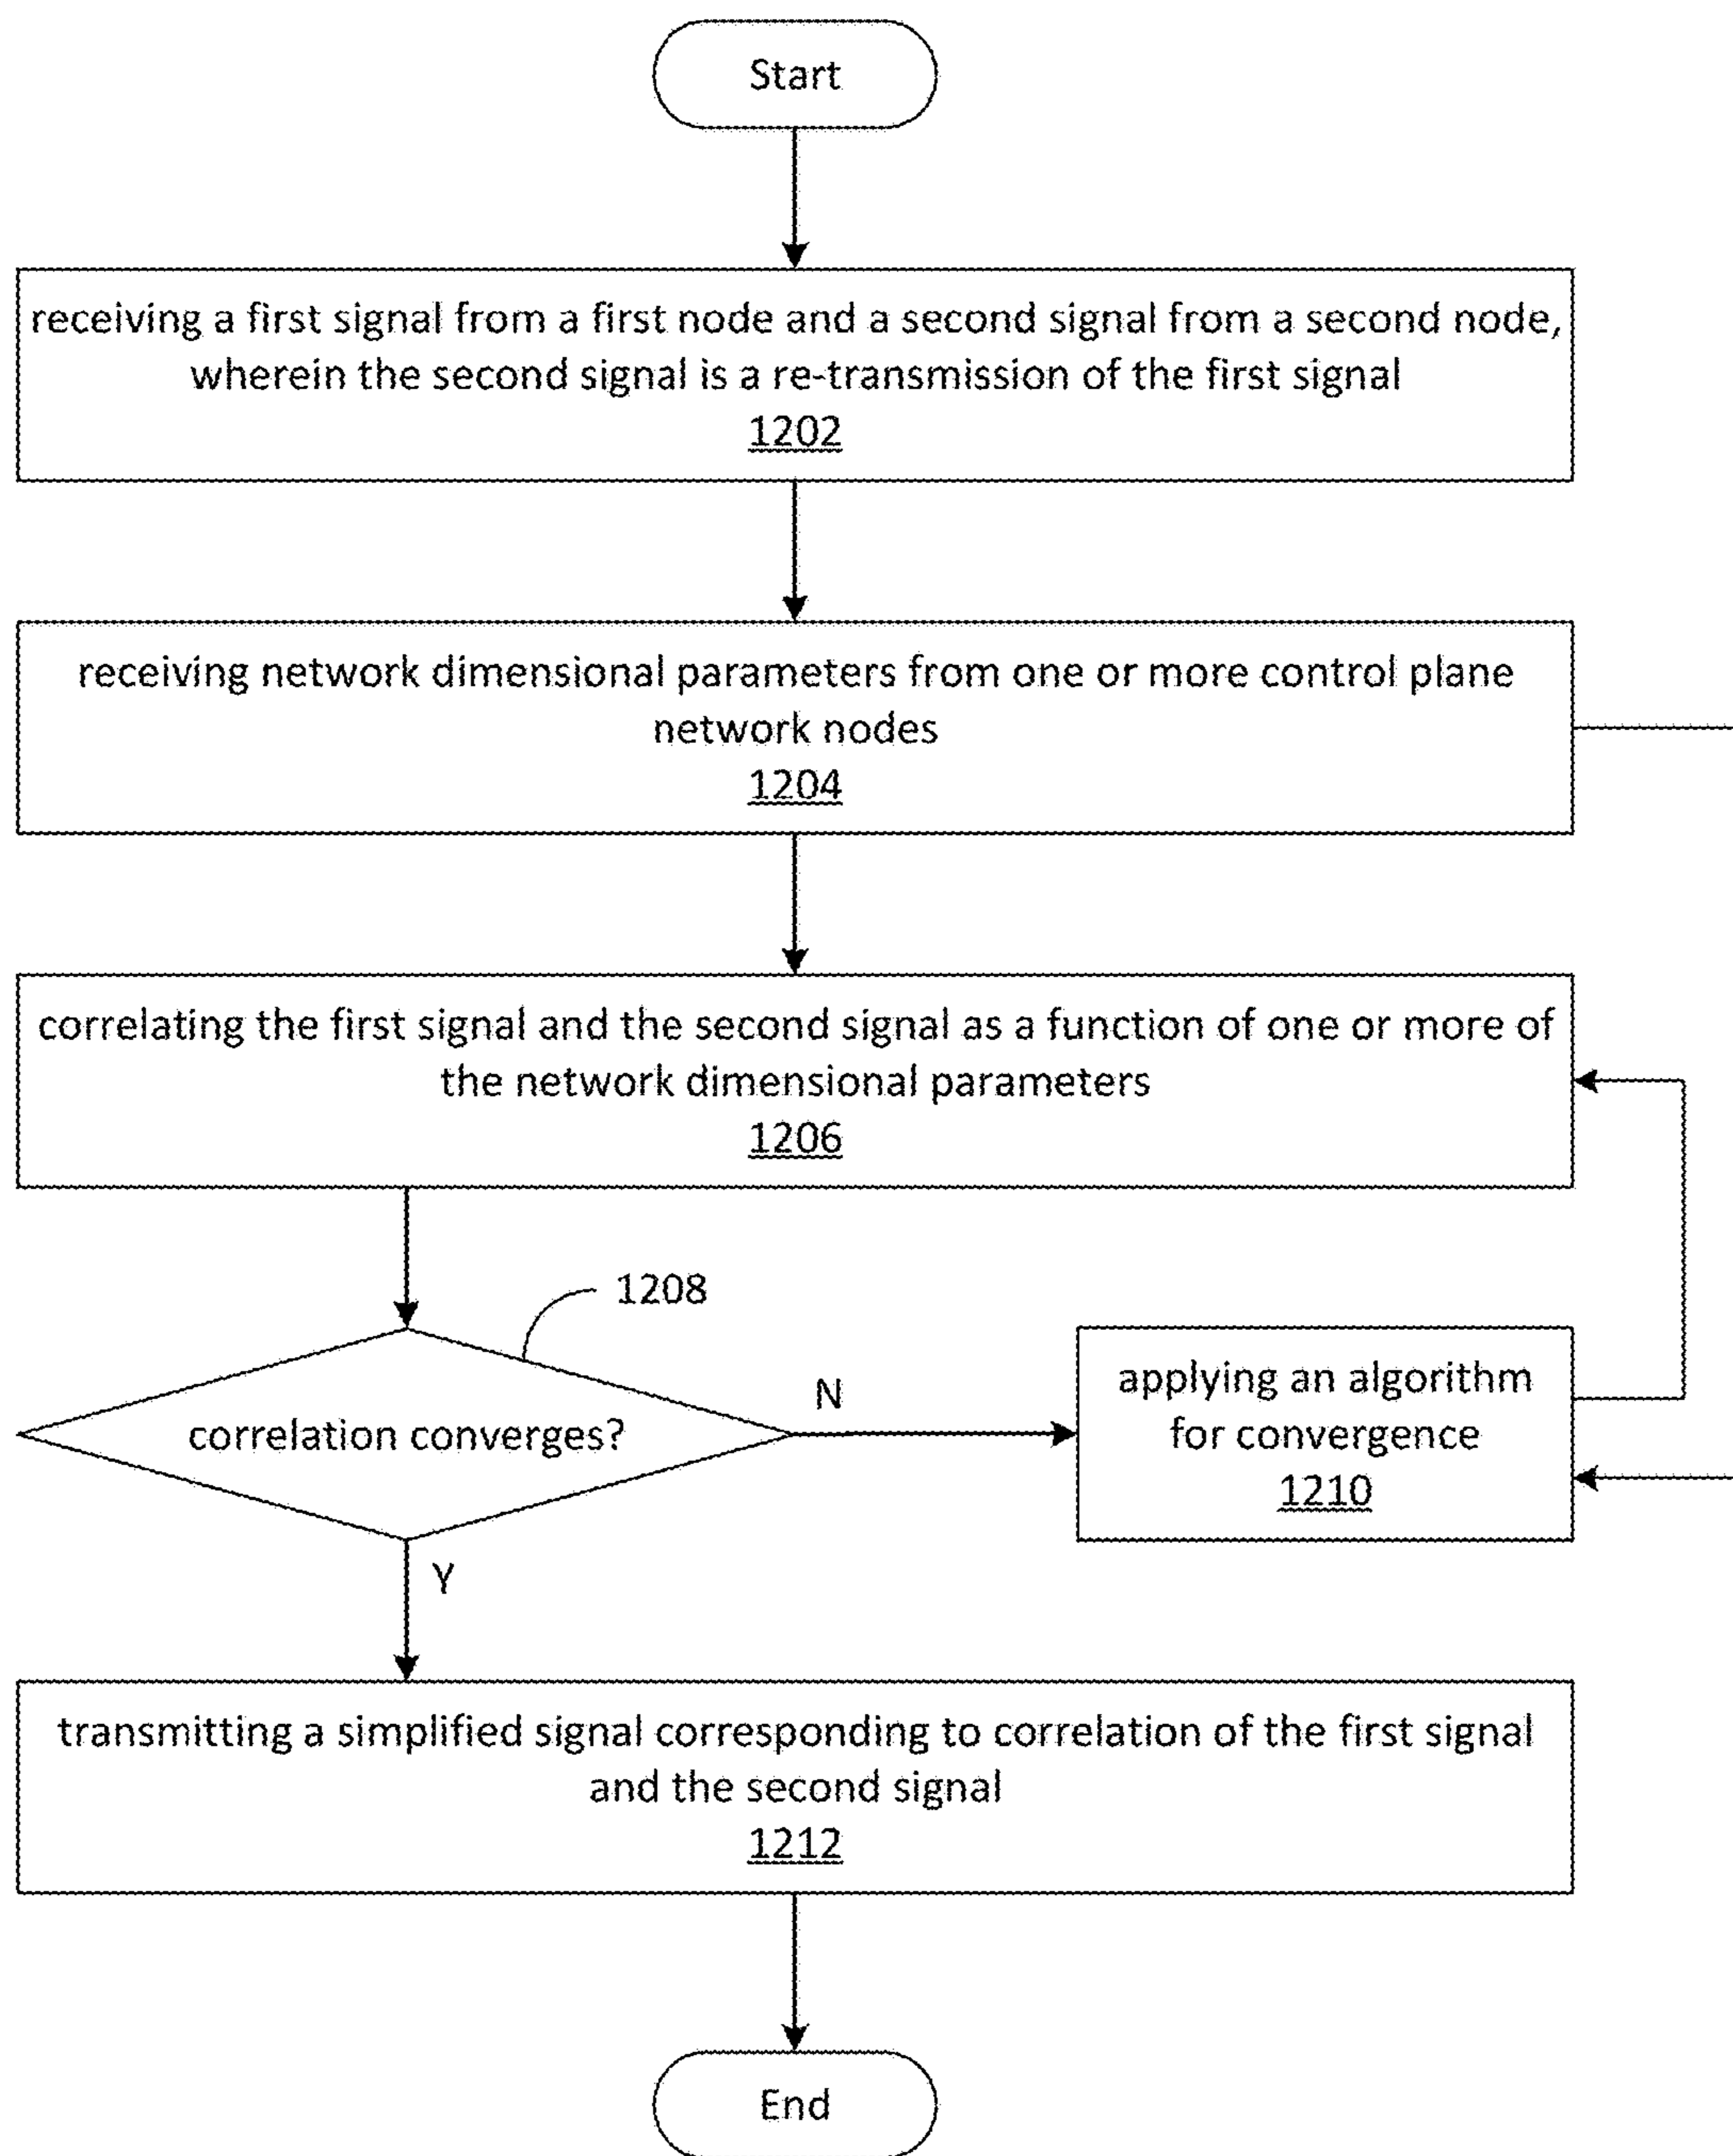 Start
receiving a first signal from a first node and a second signal from a second node,
wherein the second signal is a re-transmission of the first signal
1202
receiving network dimensional parameters from one or more control plane
network nodes
1204
correlating the first signal and the second signal as a function of one or more of
the network dimensional parameters
1206
1208
correlation converges?
N
applying an algorithm
for convergence
1210
Y
transmitting a simplified signal corresponding to correlation of the first signal
and the second signal
1212
End